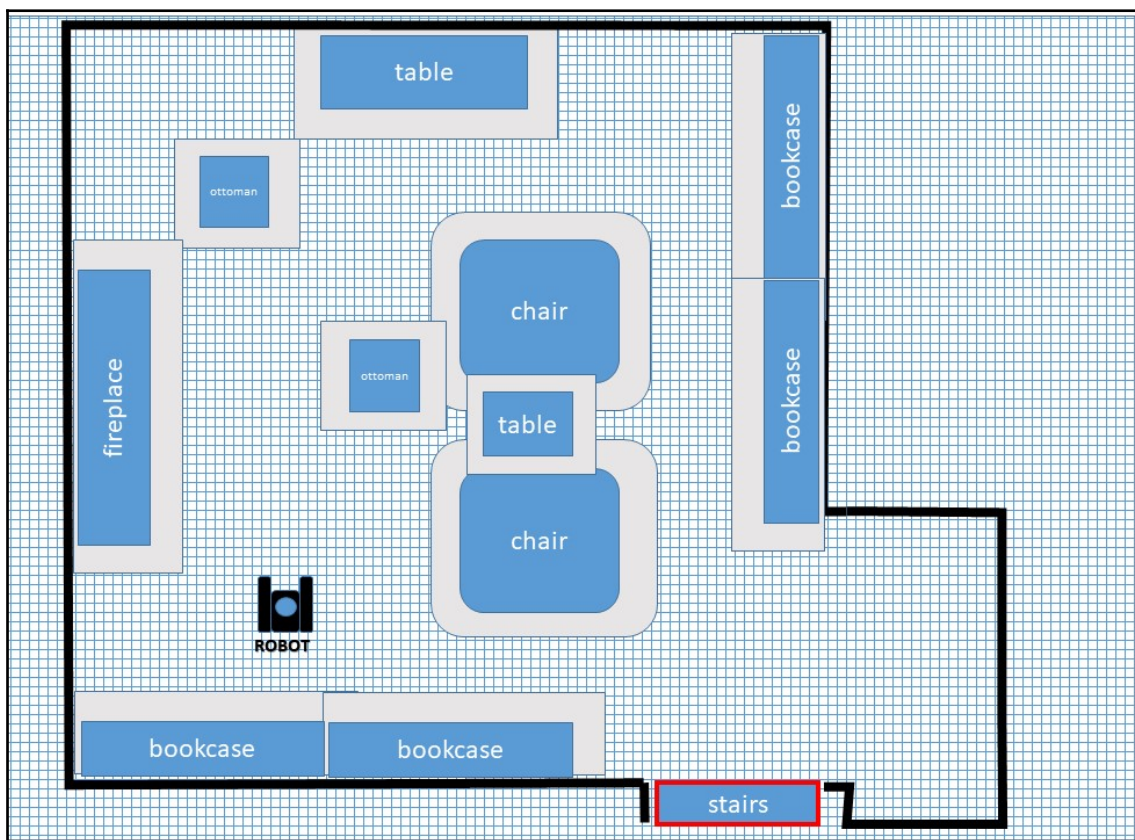 table
bookcase
ottoman
chair
fireplace
ottoman
bookcase
table
chair
ROBOT
bookcase
bookcase
stairs